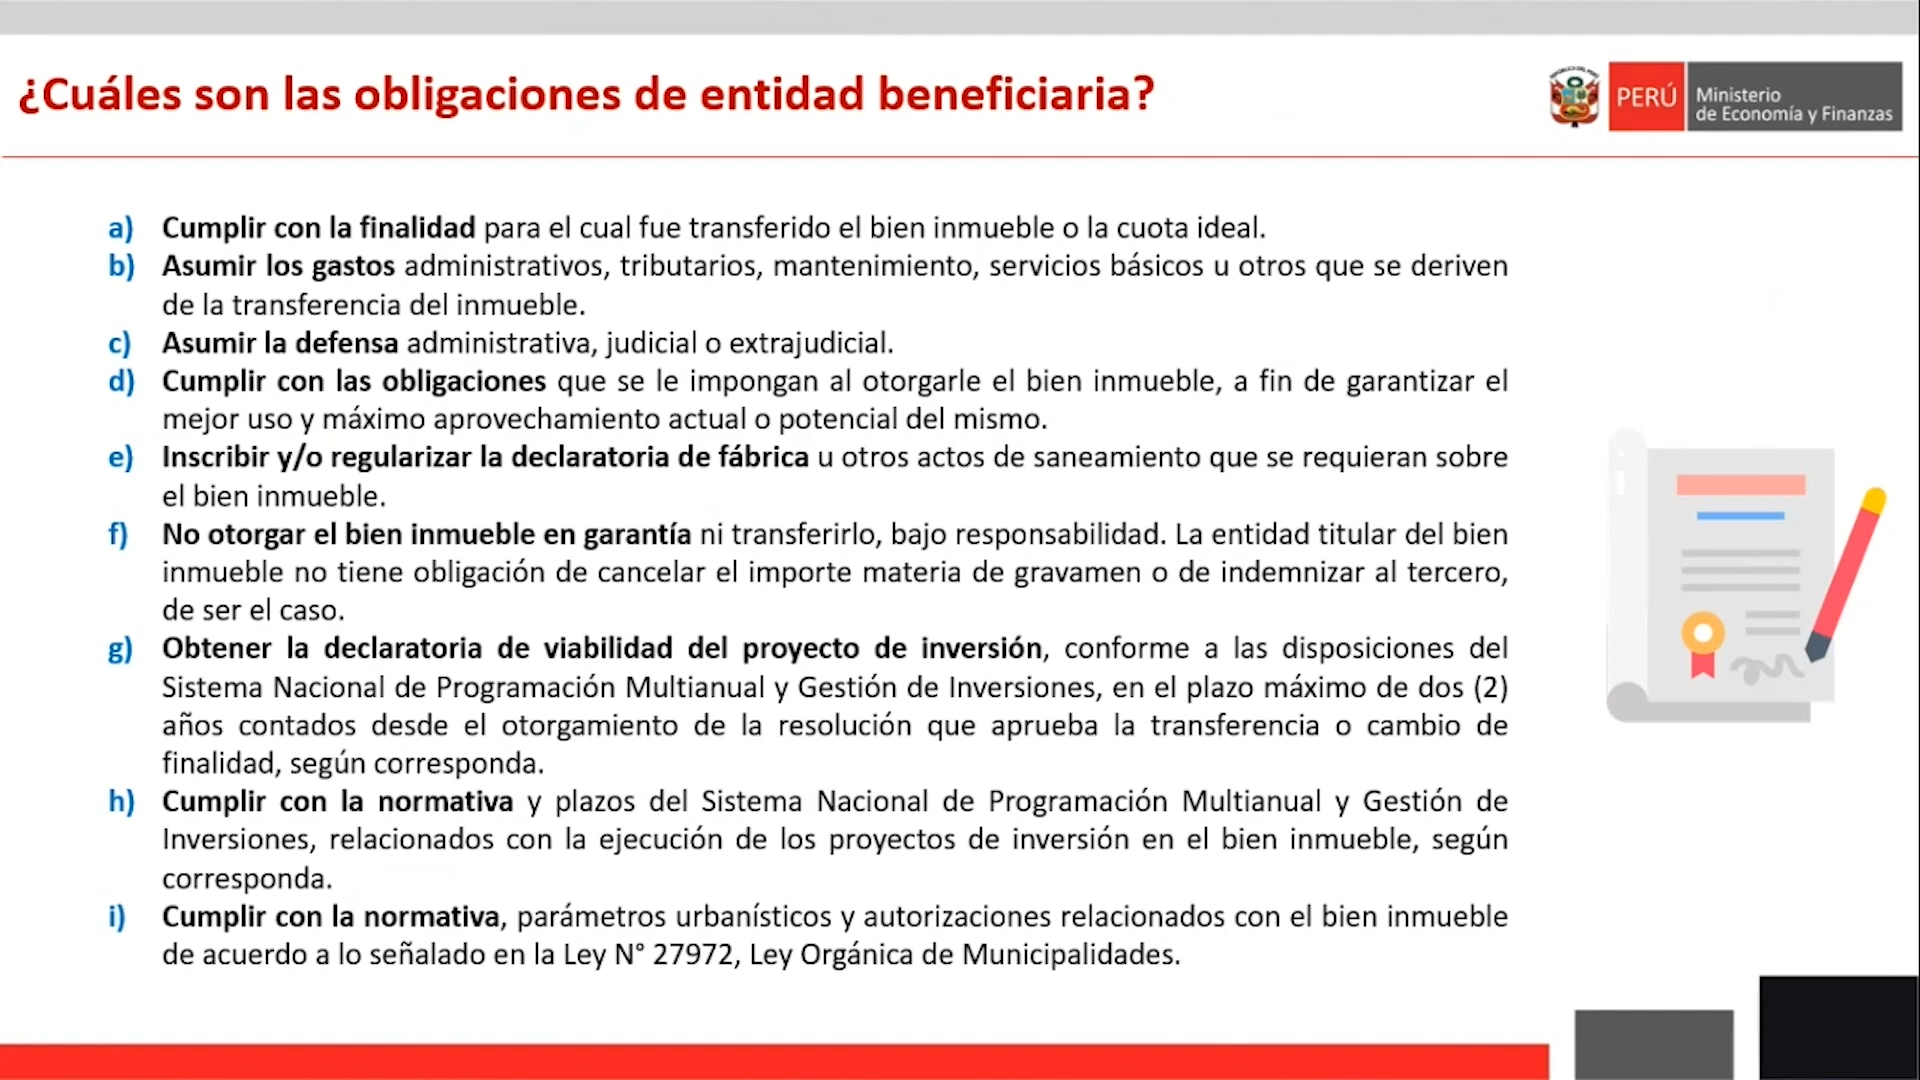 ¿Cuáles son las obligaciones de entidad beneficiaria?
PERÚ
Ministerio
de Economía y Finanzas
a) Cumplir con la finalidad para el cual fue transferido el bien inmueble o la cuota ideal.
b) Asumir los gastos administrativos, tributarios, mantenimiento, servicios básicos u otros que se deriven
de la transferencia del inmueble.
c) Asumir la defensa administrativa, judicial o extrajudicial.
d) Cumplir con las obligaciones que se le impongan al otorgarle el bien inmueble, a fin de garantizar el
mejor uso y máximo aprovechamiento actual o potencial del mismo.
e) Inscribir y/o regularizar la declaratoria de fábrica u otros actos de saneamiento que se requieran sobre
el bien inmueble.
f) No otorgar el bien inmueble en garantía ni transferirlo, bajo responsabilidad. La entidad titular del bien
inmueble no tiene obligación de cancelar el importe materia de gravamen o de indemnizar al tercero,
de ser el caso.
g) Obtener la declaratoria de viabilidad del proyecto de inversión, conforme a las disposiciones del
Sistema Nacional de Programación Multianual y Gestión de Inversiones, en el plazo máximo de dos (2)
años contados desde el otorgamiento de la resolución que aprueba la transferencia o cambio de
finalidad, según corresponda.
h) Cumplir con la normativa y plazos del Sistema Nacional de Programación Multianual y Gestión de
Inversiones, relacionados con la ejecución de los proyectos de inversión en el bien inmueble, según
corresponda.
i) Cumplir con la normativa, parámetros urbanísticos y autorizaciones relacionados con el bien inmueble
de acuerdo a lo señalado en la Ley N° 27972, Ley Orgánica de Municipalidades.